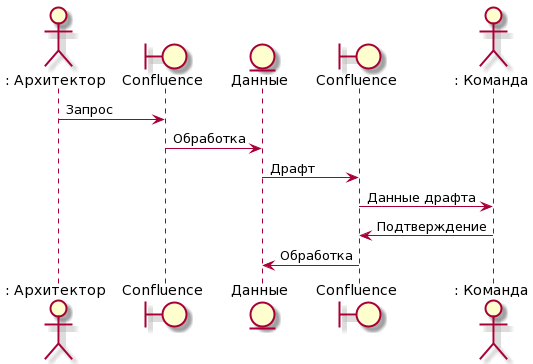 : Архитектор Confluence Данные Confluence : Команда
Запрос
Обработка
Драфт
Данные драфта
Подтверждение
Обработка
: Архитектор Confluence Данные Confluence : Команда